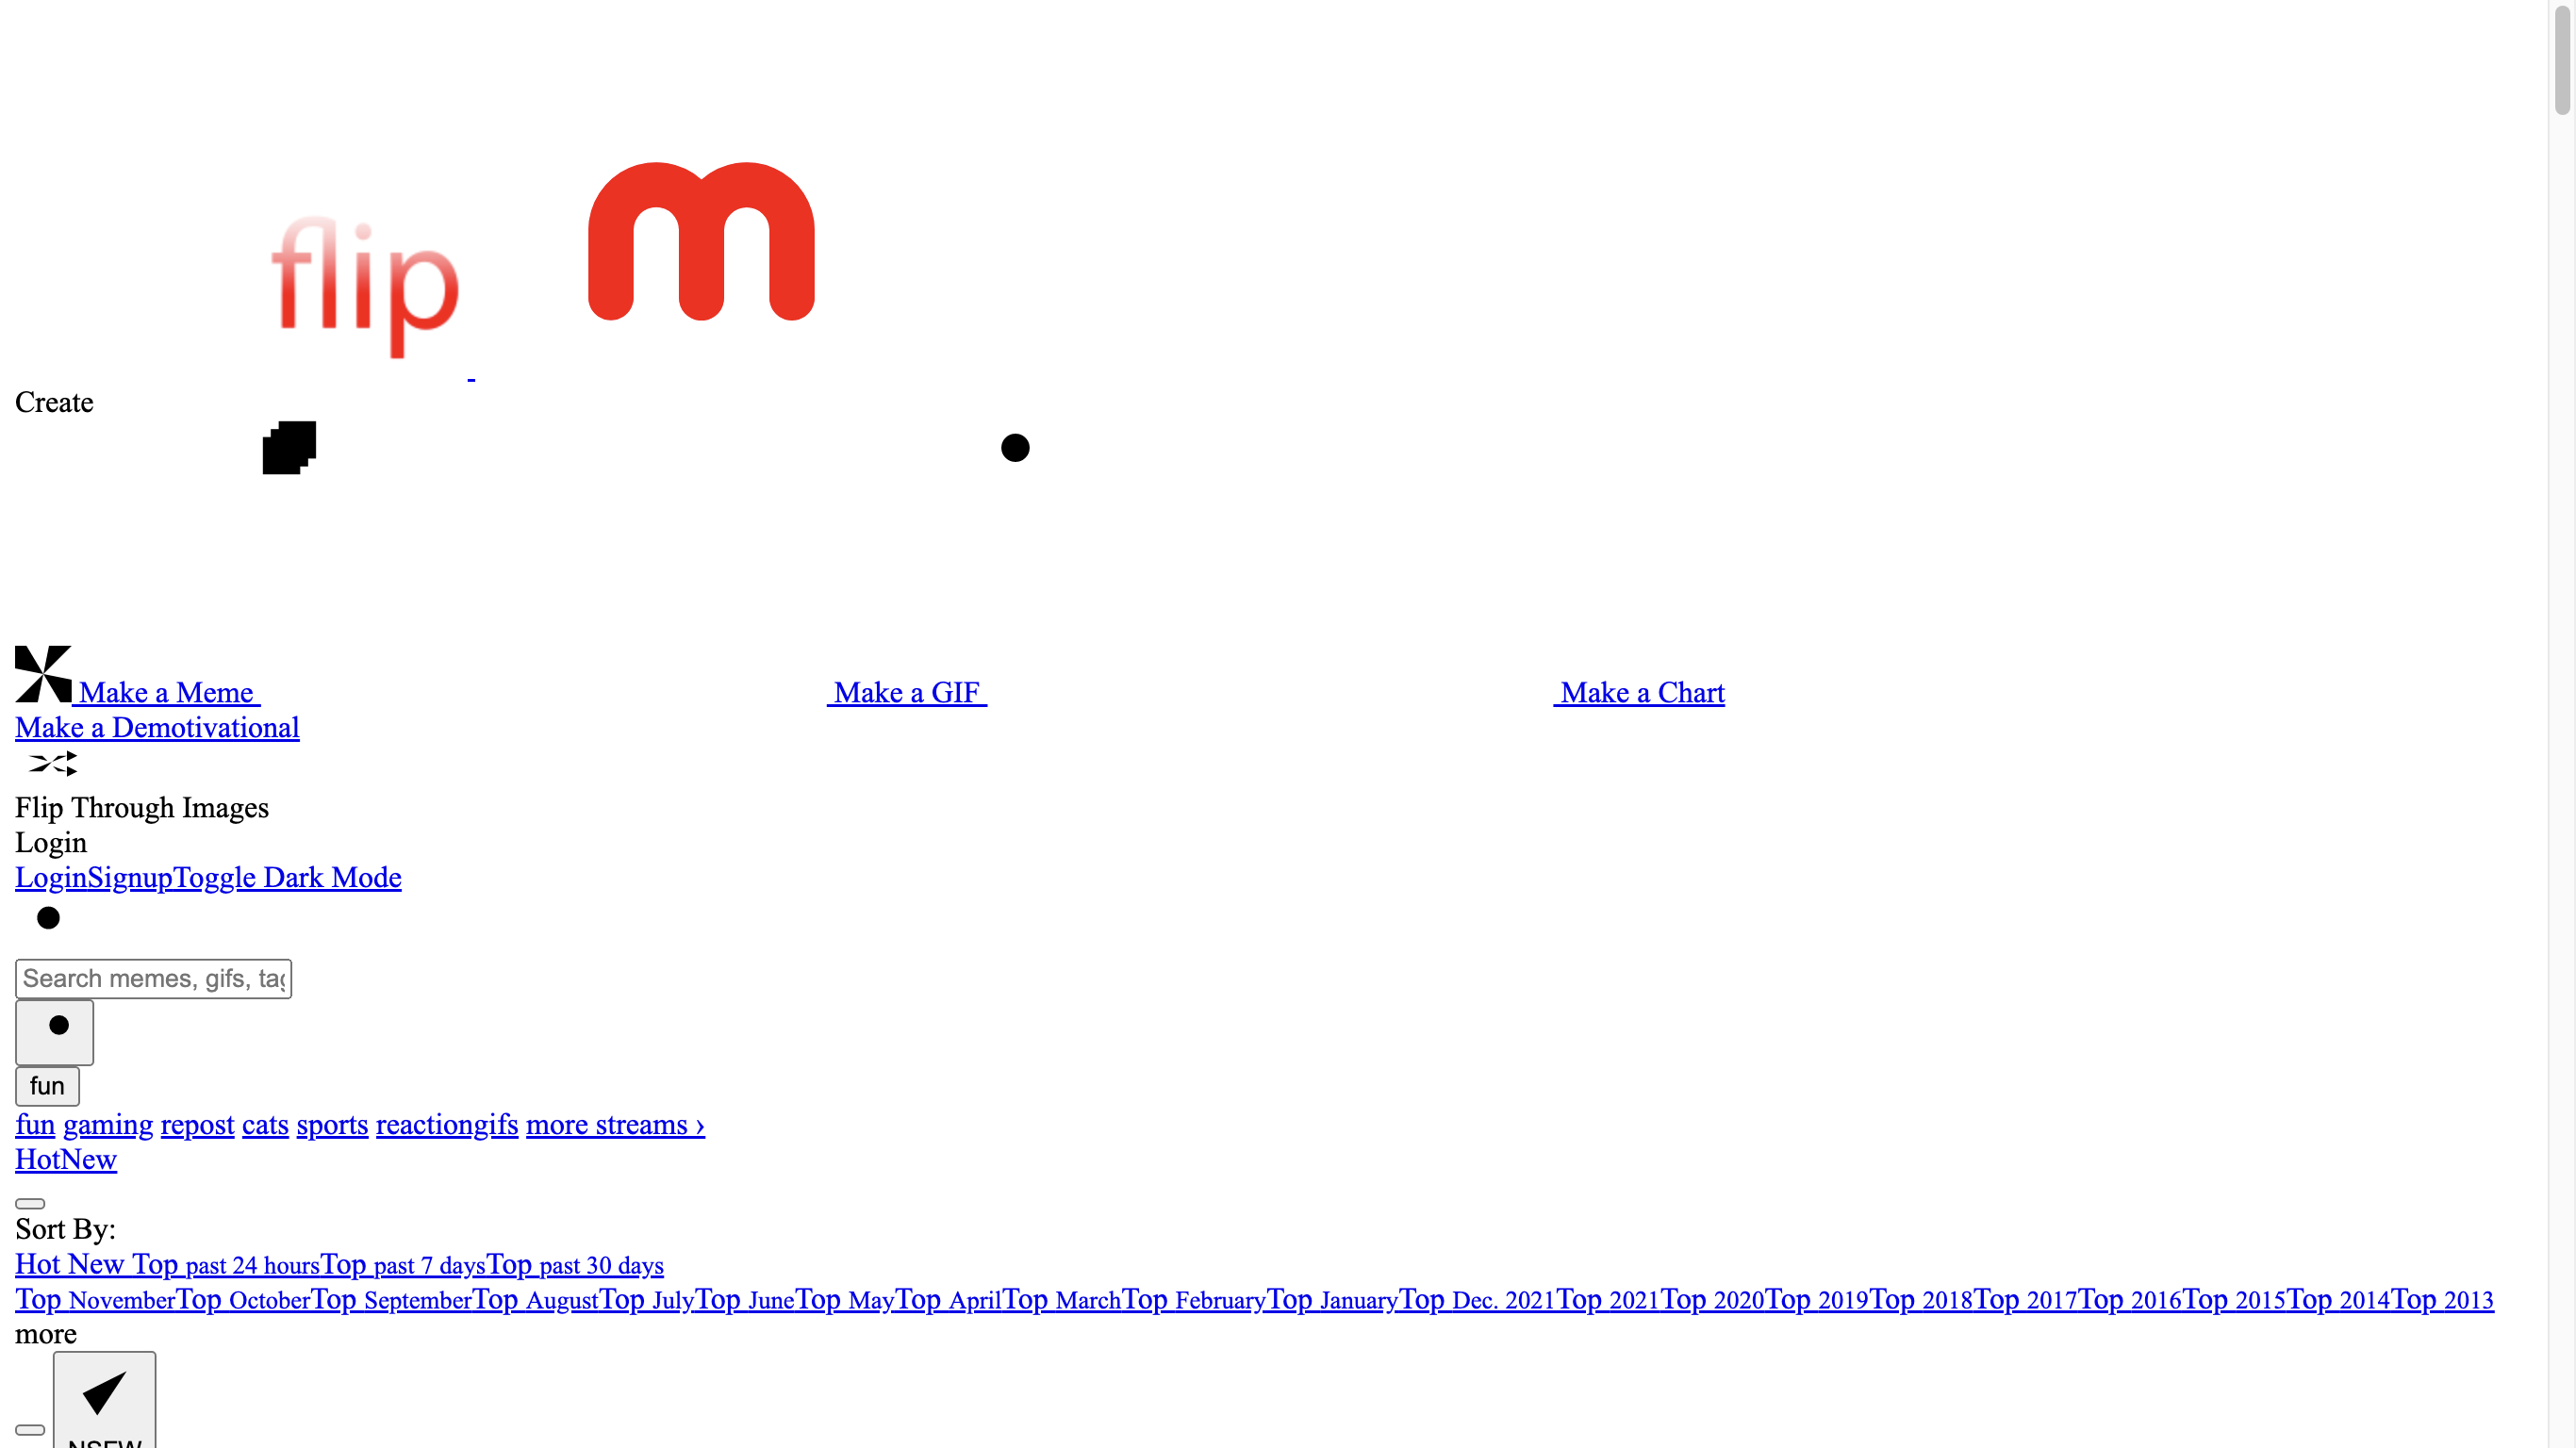 flip m
Create
Make a Meme Make a GIF Make a Chart
Make a Demotivational
Flip Through Images
Login
LoginSignupToggle Dark Mode
Search memes, gifs, tag
fun
fun gaming repost cats sports reactiongifs more streams ›
HotNew
Sort By:
Hot New Top past 24 hoursTop past 7 daysTop past 30 days
Top NovemberTop OctoberTop SeptemberTop AugustTop JulyTop JuneTop MayTop AprilTop MarchTop FebruaryTop JanuaryTop Dec. 2021Top 2021Top 2020Top 2019Top 2018Top 2017Top 2016Top 2015Top 2014Top 2013
more
NSFW